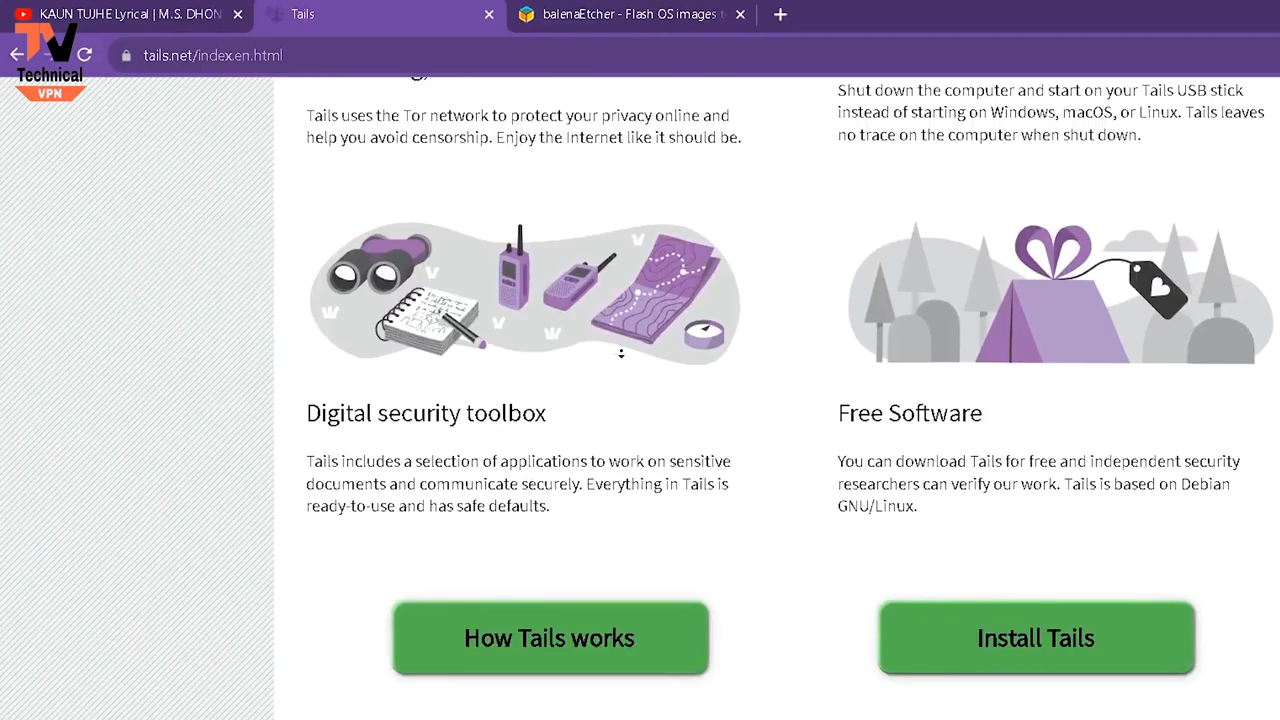 KAUN TUJHE Lyrical | M.S. DHON
Tails
balenaEtcher - Flash OS images
tails.net/index.en.html
TV
Technical
VPN
Tails uses the Tor network to protect your privacy online and
help you avoid censorship. Enjoy the Internet like it should be.
Shut down the computer and start on your Tails USB stick
instead of starting on Windows, macOS, or Linux. Tails leaves
no trace on the computer when shut down.
Digital security toolbox
Tails includes a selection of applications to work on sensitive
documents and communicate securely. Everything in Tails is
ready-to-use and has safe defaults.
Free Software
You can download Tails for free and independent security
researchers can verify our work. Tails is based on Debian
GNU/Linux.
How Tails works
Install Tails